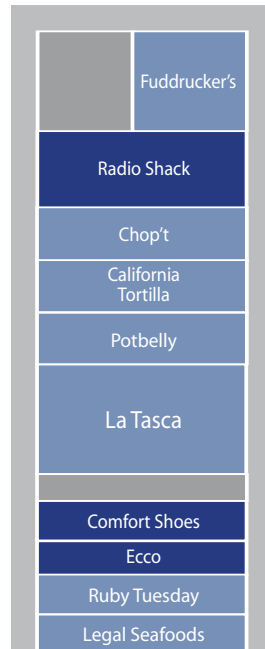 Fuddrucker’s
Radio Shack
Chop’t
California
Tortilla
Potbelly
La Tasca
Comfort Shoes
Ecco
Ruby Tuesday
Legal Seafoods